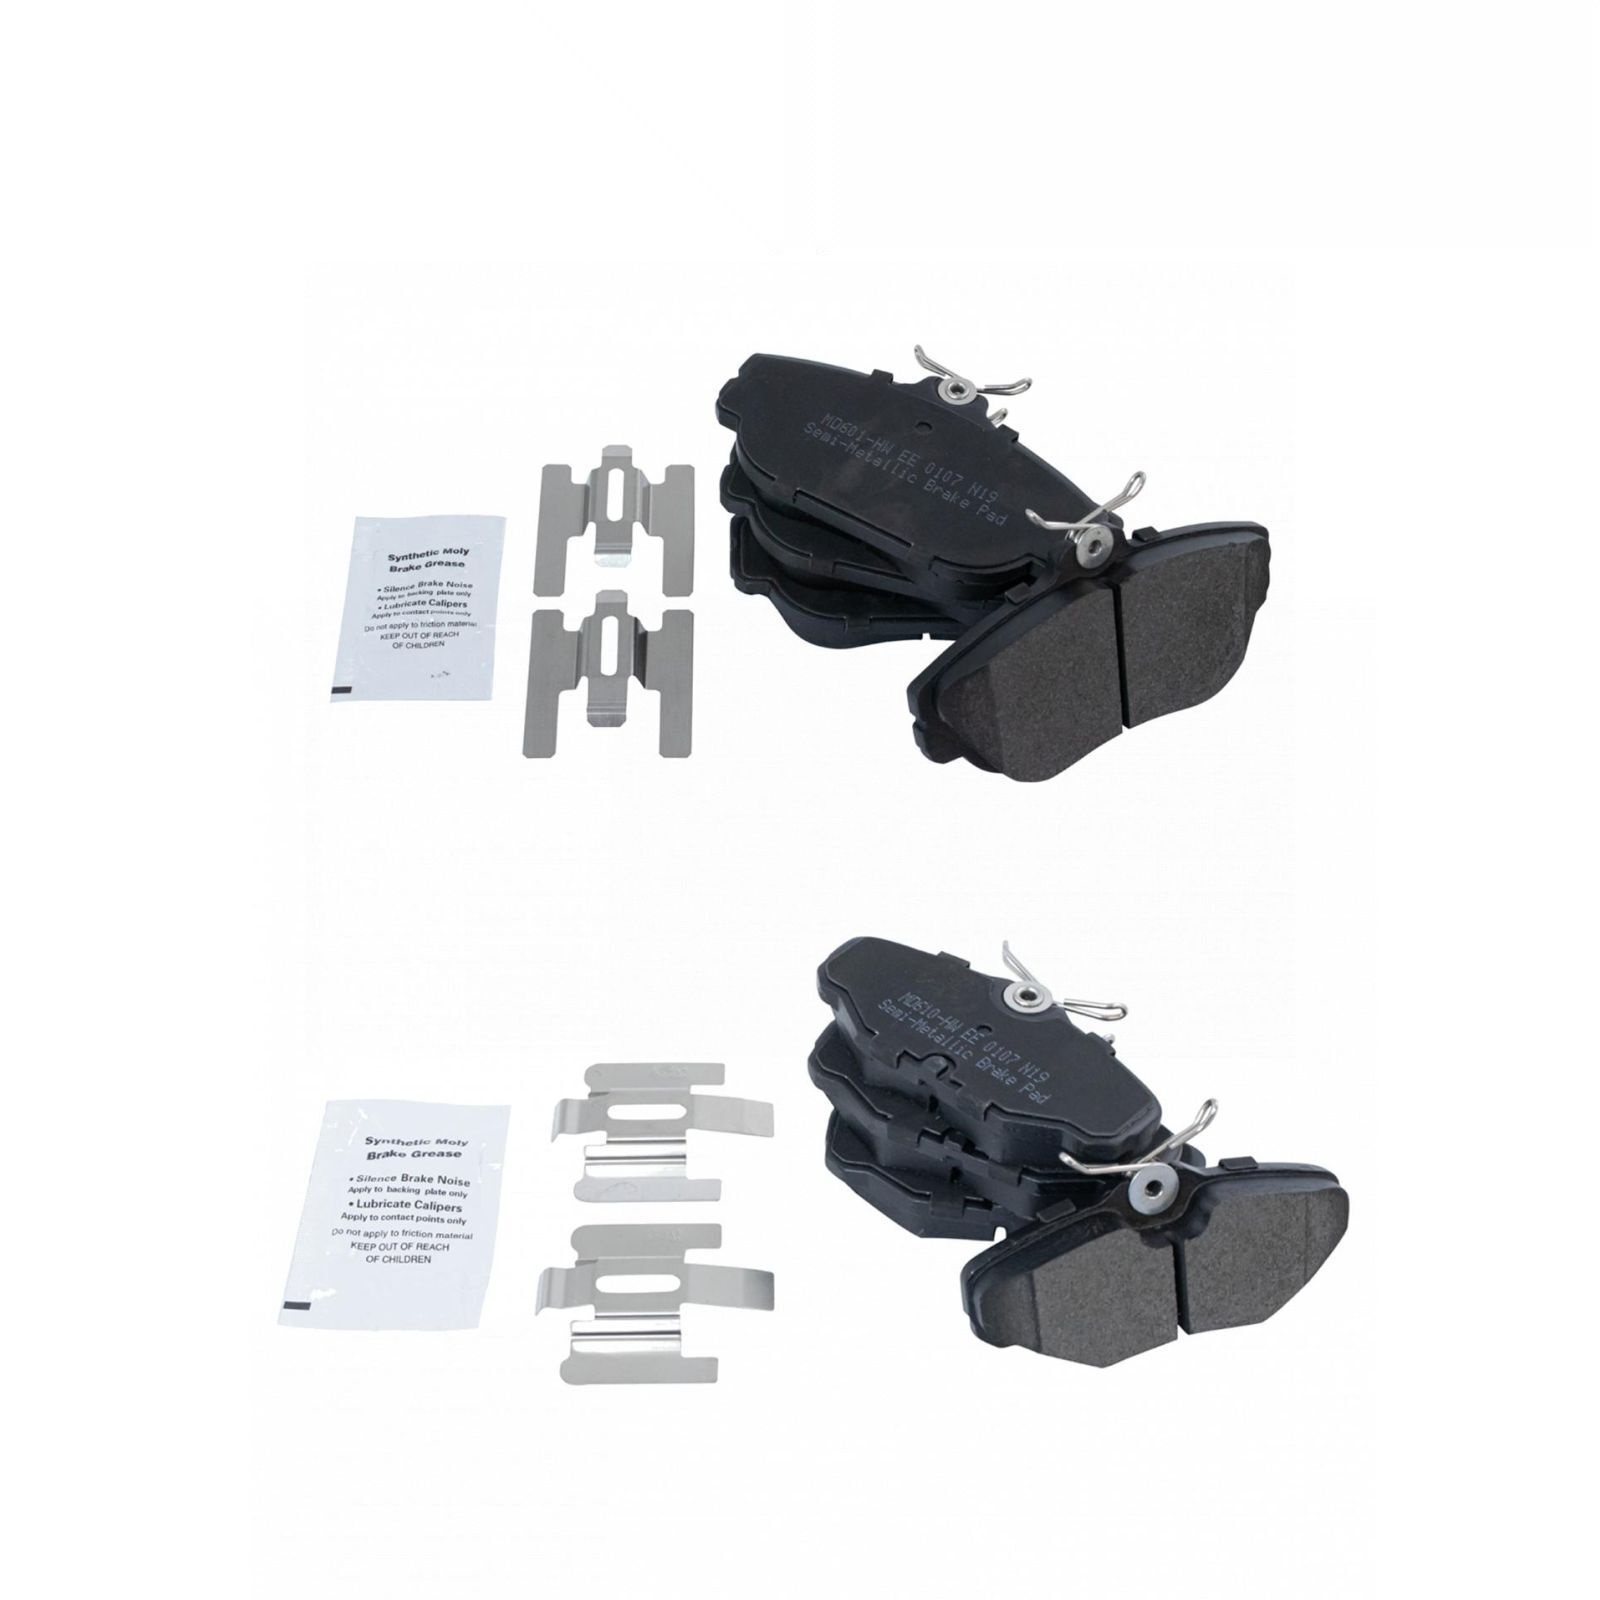 Synthetic Moly
Brake Grease
• Silence Brake Noise
Apply to backing plate only
• Lubricate Calipers
Apply to contact points only
Do not apply to friction material
KEEP OUT OF REACH
OF CHILDREN
MD601-HW EE 0107 N19
Semi-Metallic Brake Pad
Synthetic Moly
Brake Grease
• Silence Brake Noise
Apply to backing plate only
• Lubricate Calipers
Apply to contact points only
Do not apply to friction material
KEEP OUT OF REACH
OF CHILDREN
MD610-HW EE 0107 N19
Semi-Metallic Brake Pad